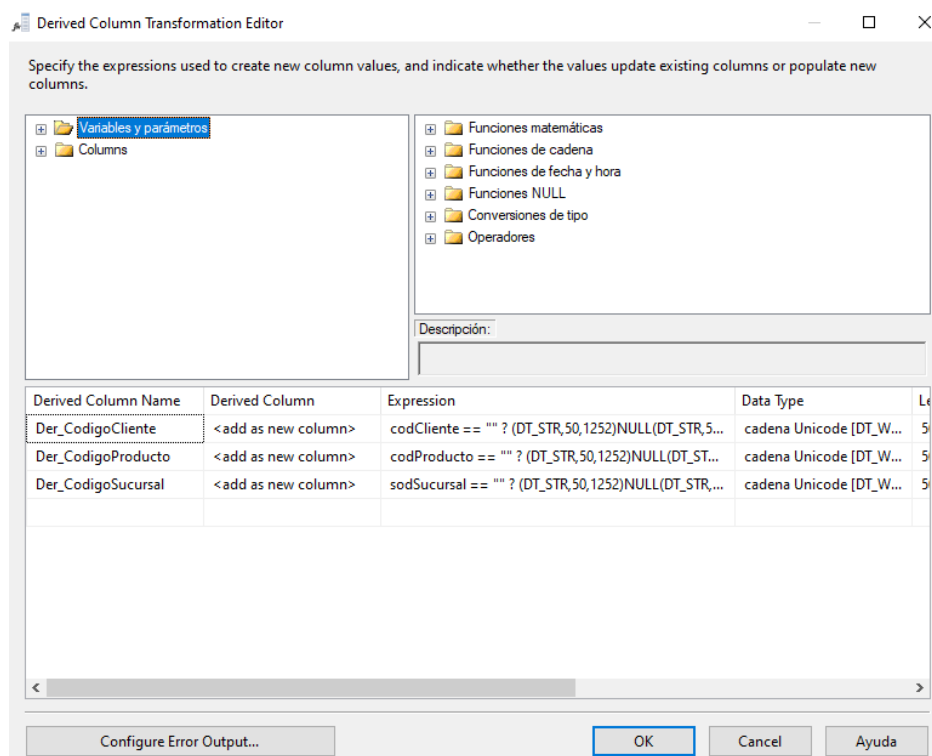 Derived Column Transformation Editor
Specify the expressions used to create new column values, and indicate whether the values update existing columns or populate new
columns.
Variables y parámetros
Columns
Funciones matemáticas
Funciones de cadena
Funciones de fecha y hora
Funciones NULL
Conversiones de tipo
Operadores
Descripción:
Derived Column Name Derived Column Expression Data Type Le
Der_CodigoCliente <add as new column> codCliente == "" ? (DT_STR,50,1252)NULL(DT_STR,5... cadena Unicode [DT_W... 5
Der_CodigoProducto <add as new column> codProducto == "" ? (DT_STR,50,1252)NULL(DT_ST... cadena Unicode [DT_W... 5
Der_CodigoSucursal <add as new column> sodSucursal == "" ? (DT_STR,50,1252)NULL(DT_STR,... cadena Unicode [DT_W... 5
Configure Error Output... OK Cancel Ayuda